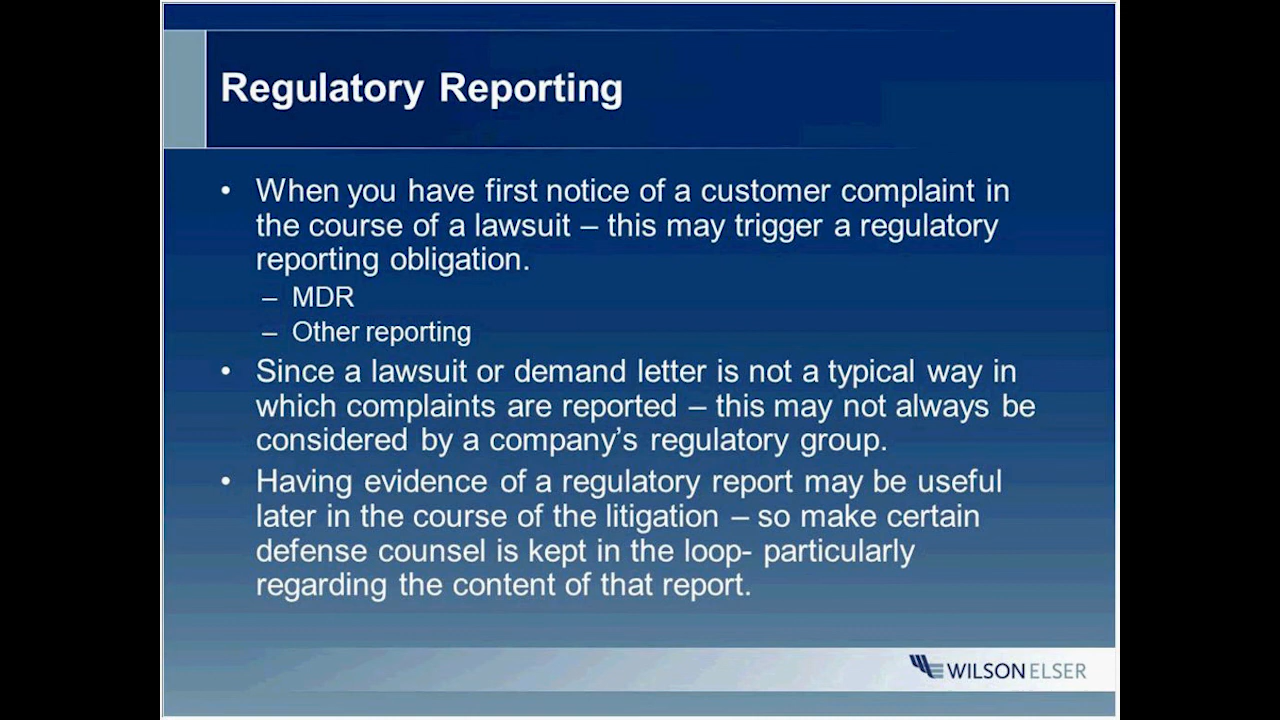 Regulatory Reporting
• When you have first notice of a customer complaint in
the course of a lawsuit – this may trigger a regulatory
reporting obligation.
– MDR
– Other reporting
• Since a lawsuit or demand letter is not a typical way in
which complaints are reported – this may not always be
considered by a company’s regulatory group.
• Having evidence of a regulatory report may be useful
later in the course of the litigation – so make certain
defense counsel is kept in the loop- particularly
regarding the content of that report.
WILSON ELSER